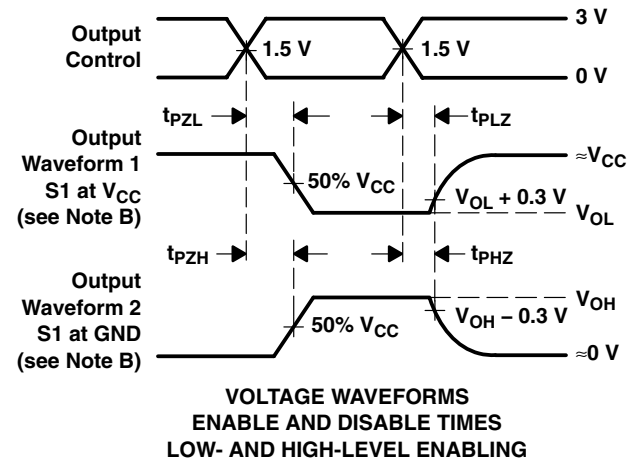 Output
Control
1.5 V
1.5 V
3 V
0 V
tPZL
tPLZ
Output
Waveform 1
S1 at VCC
(see Note B)
50% VCC
≈VCC
VOL + 0.3 V
VOL
tPZH
tPHZ
Output
Waveform 2
S1 at GND
(see Note B)
50% VCC
VOH
VOH − 0.3 V
≈0 V
VOLTAGE WAVEFORMS
ENABLE AND DISABLE TIMES
LOW- AND HIGH-LEVEL ENABLING